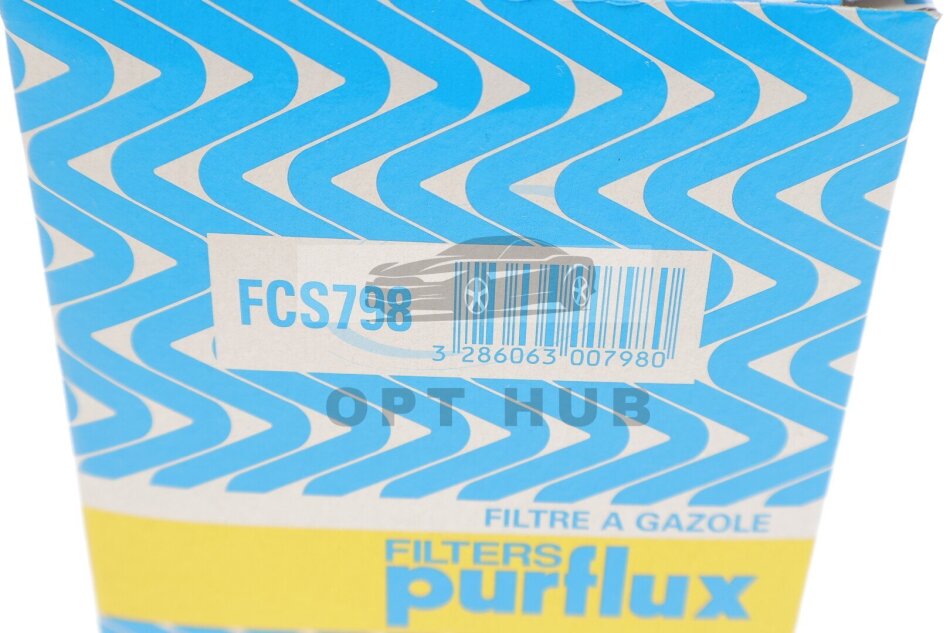 FCS798
3 286063 007980
OPT HUB
FILTRE A GAZOLE
FILTERS
purflux